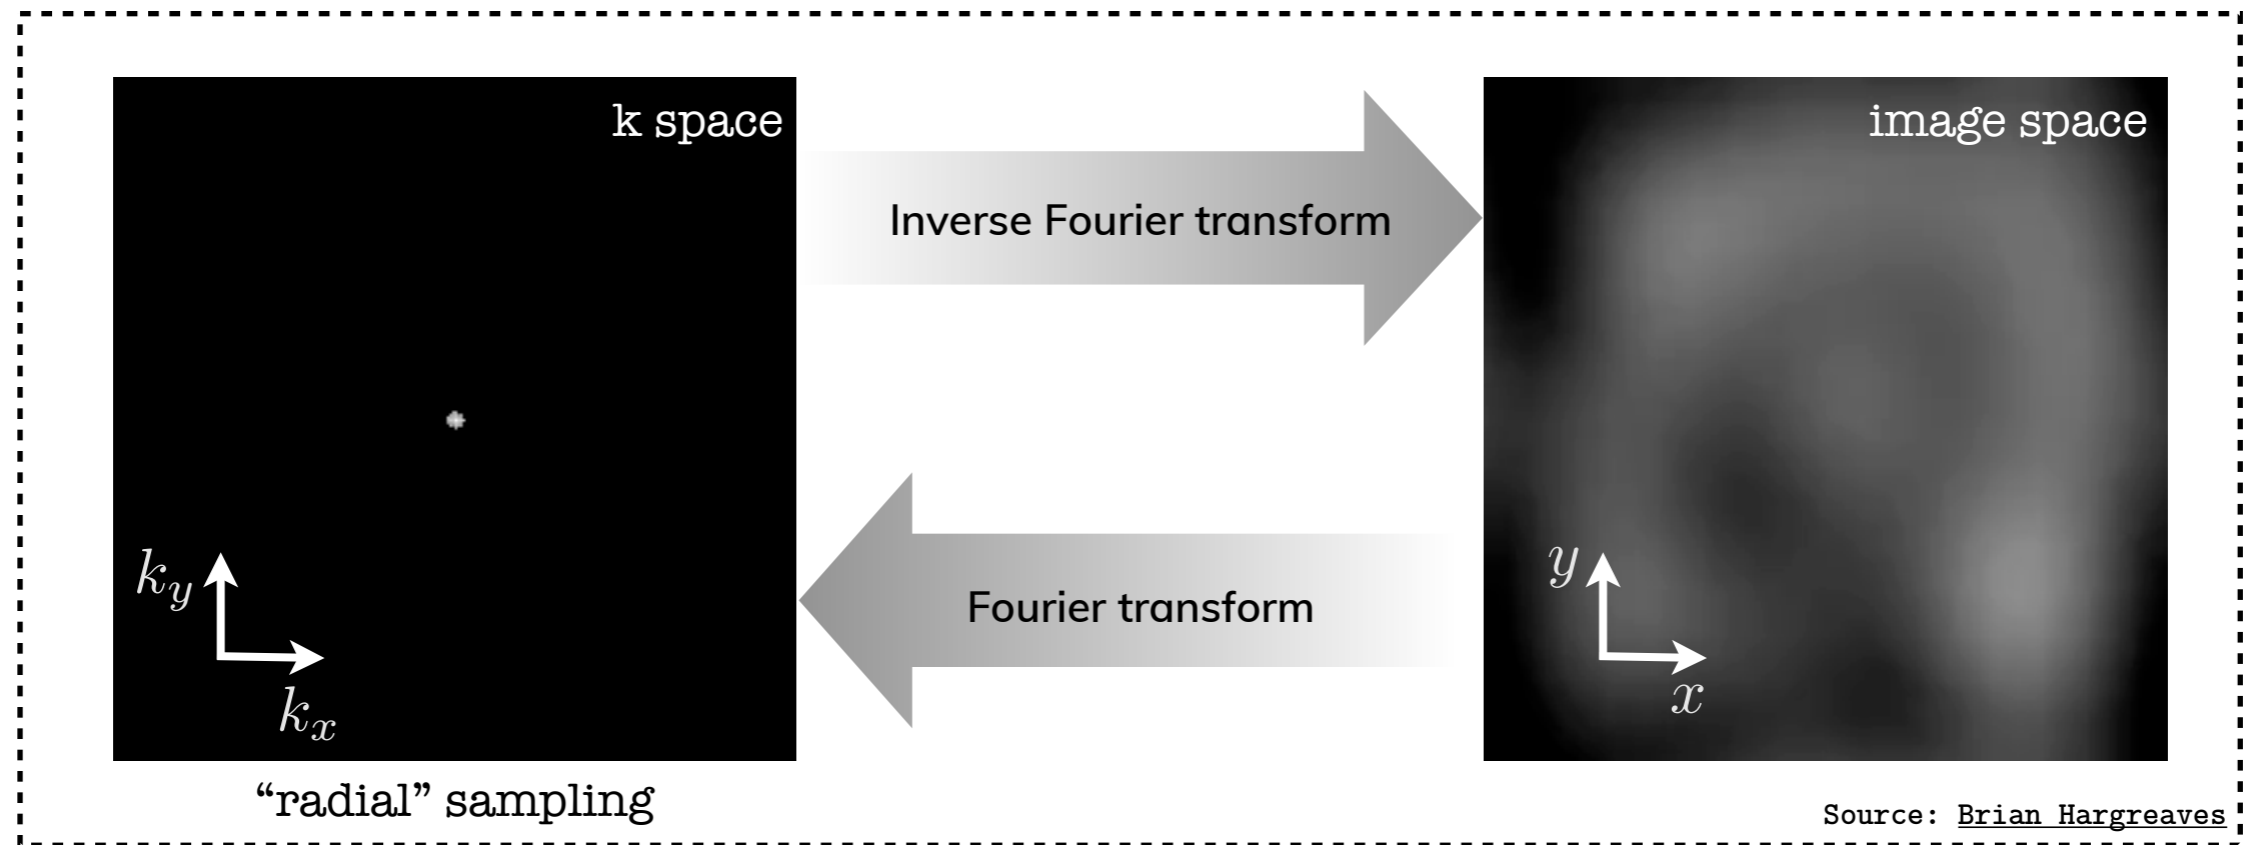 k space
Inverse Fourier transform
image space
Fourier transform
k_y
k_x
y
x
“radial” sampling
Source: Brian Hargreaves